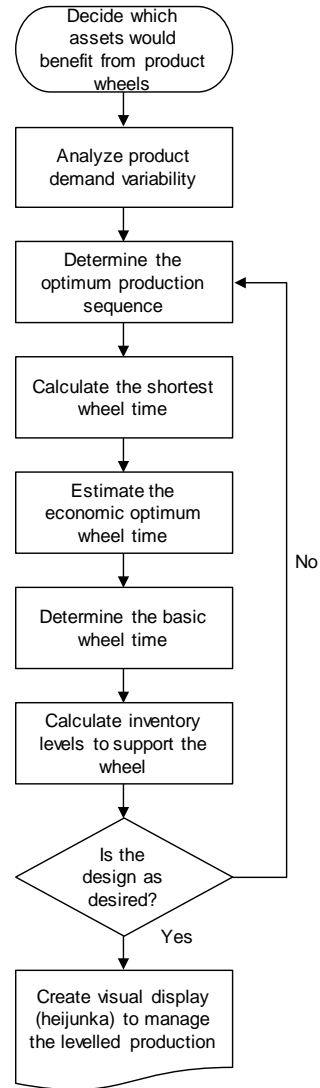 Decide which
assets would
benefit from product
wheels
Analyze product
demand variability
Determine the
optimum production
sequence
Calculate the shortest
wheel time
Estimate the
economic optimum
wheel time
No
Determine the basic
wheel time
Calculate inventory
levels to support the
wheel
Is the
design as
desired?
Yes
Create visual display
(heijunka) to manage
the levelled production